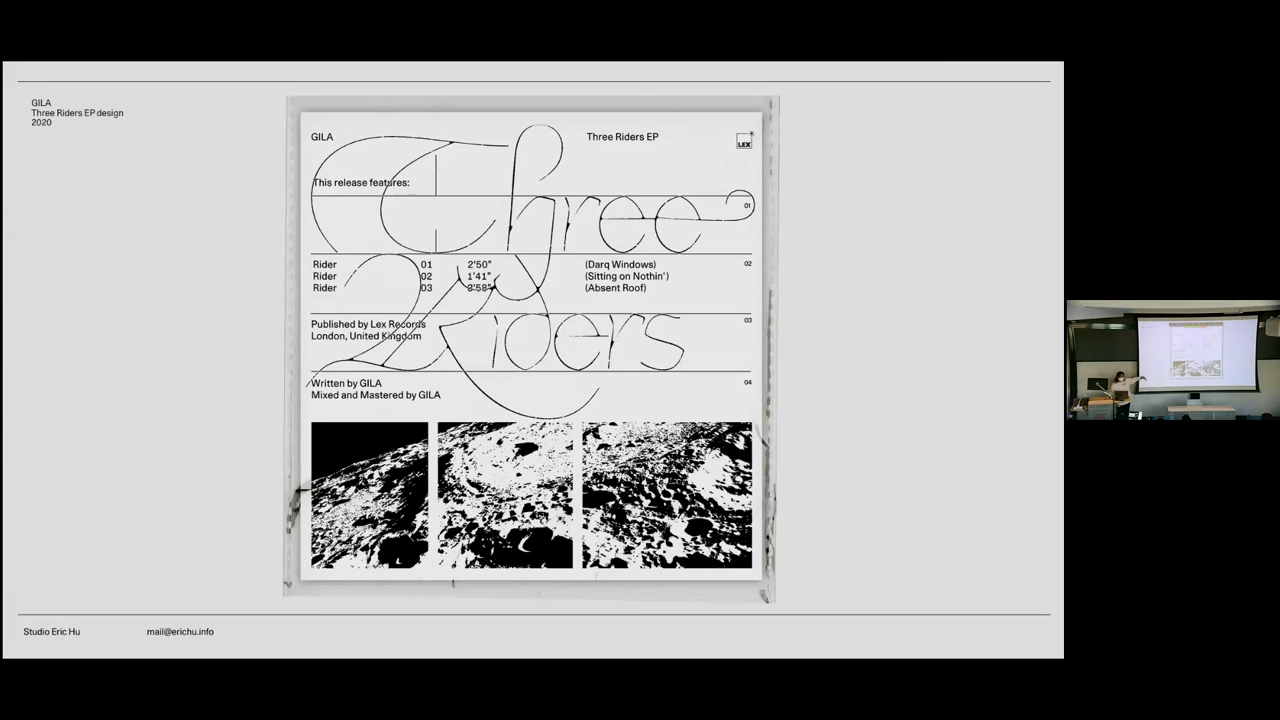 GILA
Three Riders EP design
2020
GILA
Three Riders EP
LEX
This release features:
Three
01
Rider 01 2'50" (Darq Windows) 02
Rider 02 1'41" (Sitting on Nothin')
Rider 03 2'58" (Absent Roof)
Riders
Published by Lex Records 03
London, United Kingdom
Written by GILA 04
Mixed and Mastered by GILA
Studio Eric Hu
mail@erichu.info